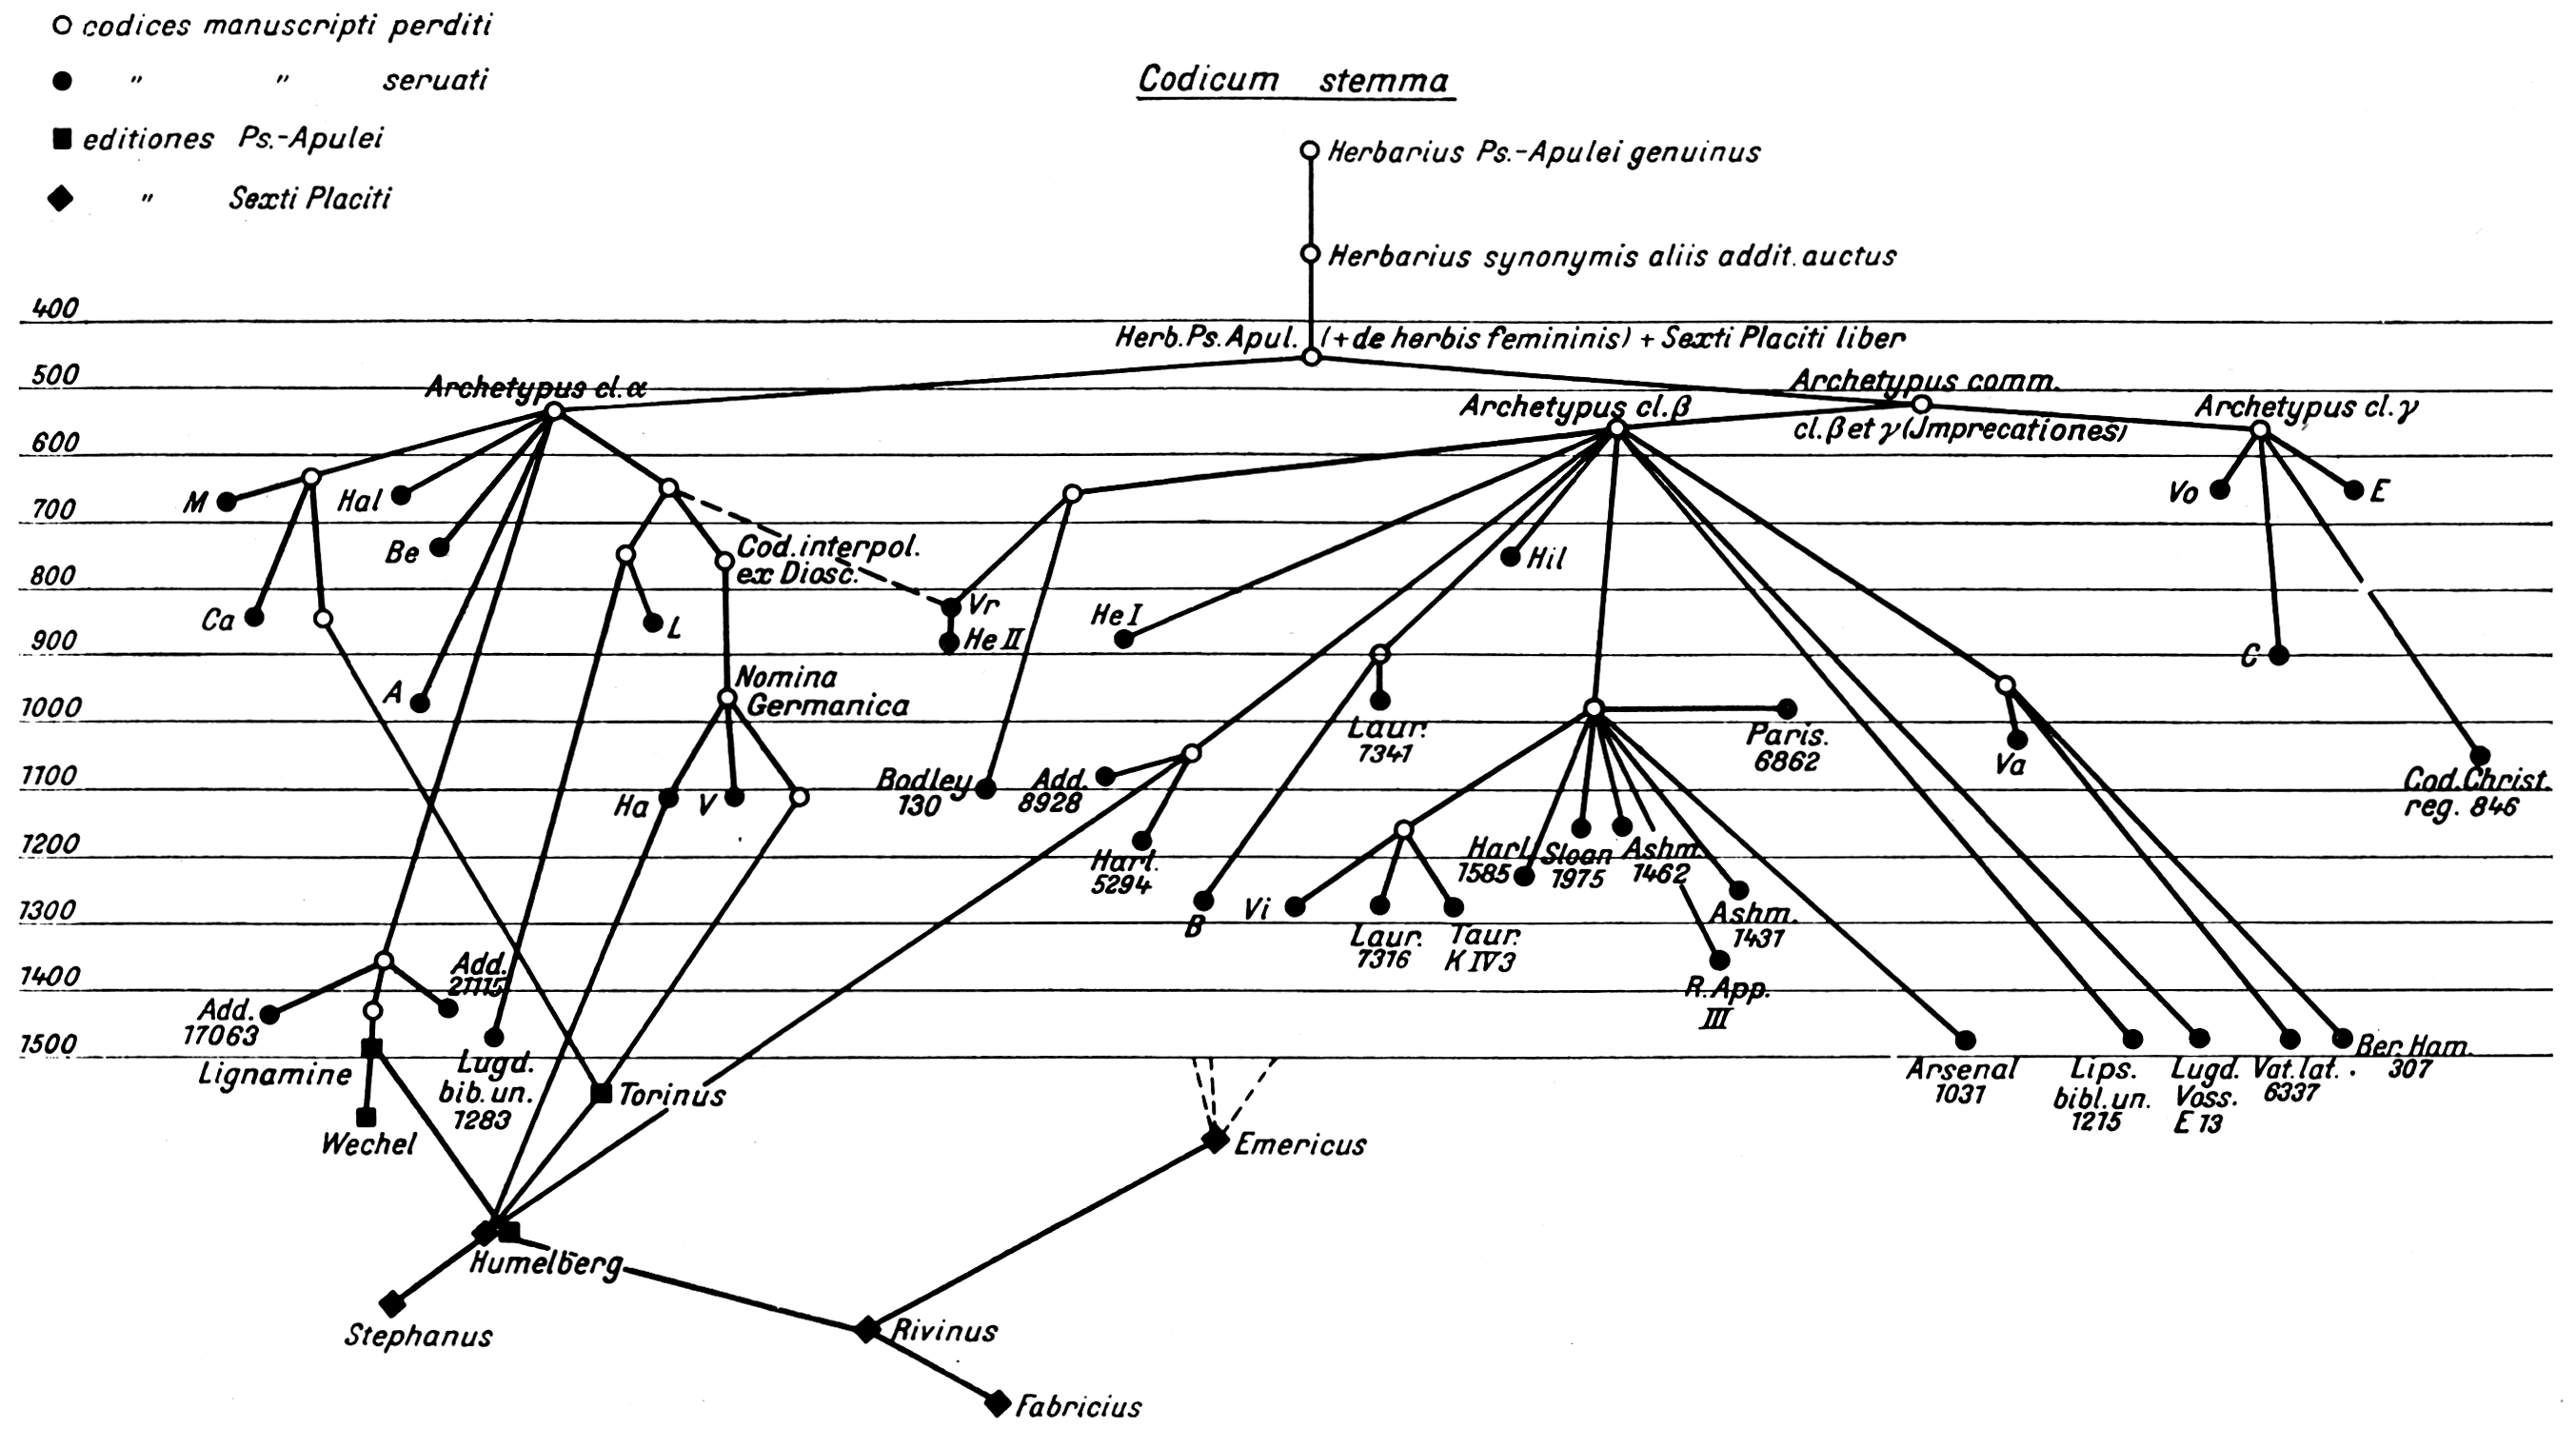 codices manuscripti perditi
" " seruati
editiones Ps.-Apulei
" Sexti Placiti
Codicum stemma
Herbarius Ps.-Apulei genuinus
Herbarius synonymis aliis addit. auctus
400
Herb. Ps. Apul. (+ de herbis femininis) + Sexti Placiti liber
500
Archetypus cl. α
Archetypus comm.
cl. β et γ (Jmprecationes)
Archetypus cl. β
Archetypus cl. γ
600
M
Hal
Vo
E
700
Be
Cod. interpol.
ex Diosc.
Hil
800
Ca
L
Vr
He II
He I
900
C
A
Nomina
Germanica
1000
Laur.
7341
Paris.
6862
Va
1100
Ha
V
Bodley
130
Add.
8928
Cod. Christ.
reg. 846
1200
Harl.
5294
Harl.
1585
Sloan
1975
Ashm.
1462
1300
B
Vi
Laur.
7316
Taur.
K IV 3
Ashm.
1431
1400
Add.
21115
R. App.
III
Add.
17063
1500
Lignamine
Lugd.
bib. un.
1283
Torinus
Arsenal
1031
Lips.
bibl. un.
1215
Lugd.
Voss.
E 13
Vat. lat.
6337
Ber. Ham.
307
Wechel
Emericus
Humelberg
Stephanus
Rivinus
Fabricius